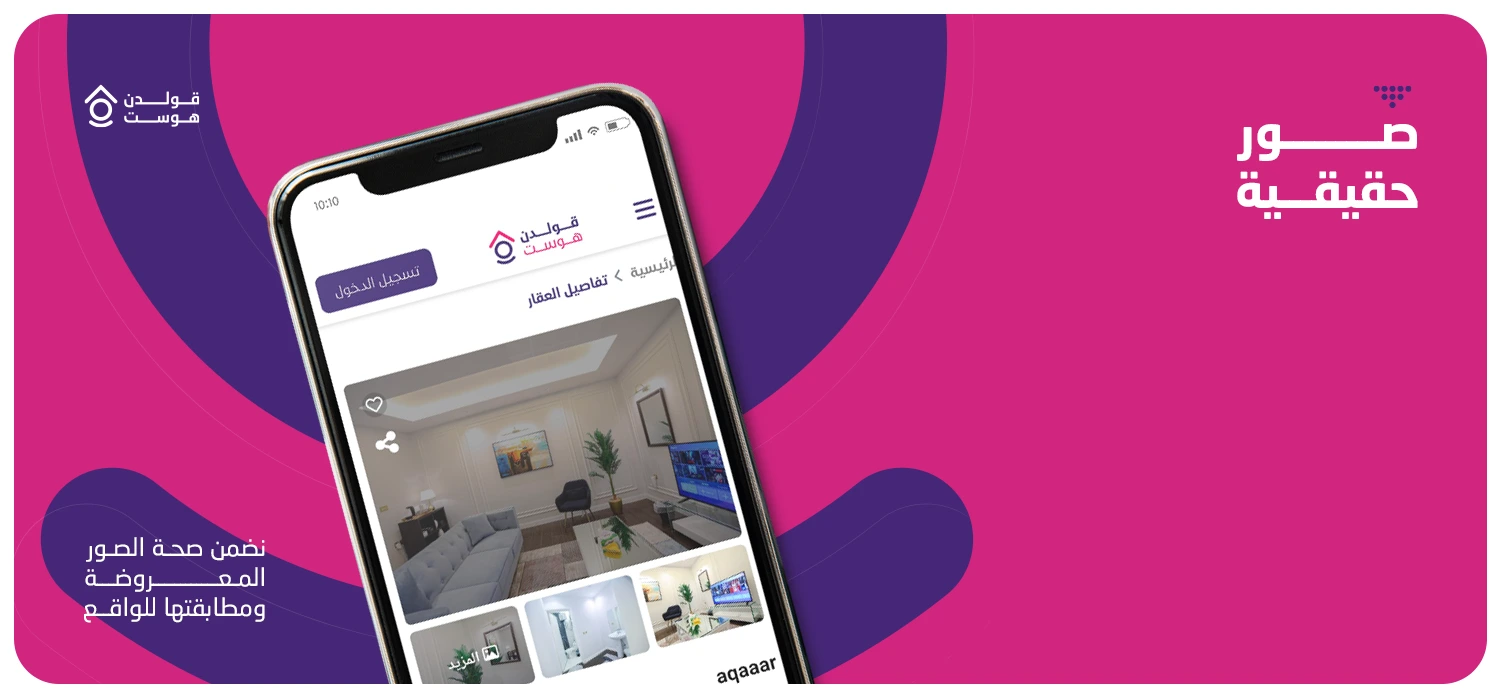 صور
حقيقية
قولدن
هوست
10:10
قولدن
هوست
تسجيل الدخول
تفاصيل العقار
المزيد
aqaaar
نضمن صحة الصور
المعروضة
ومطابقتها للواقع